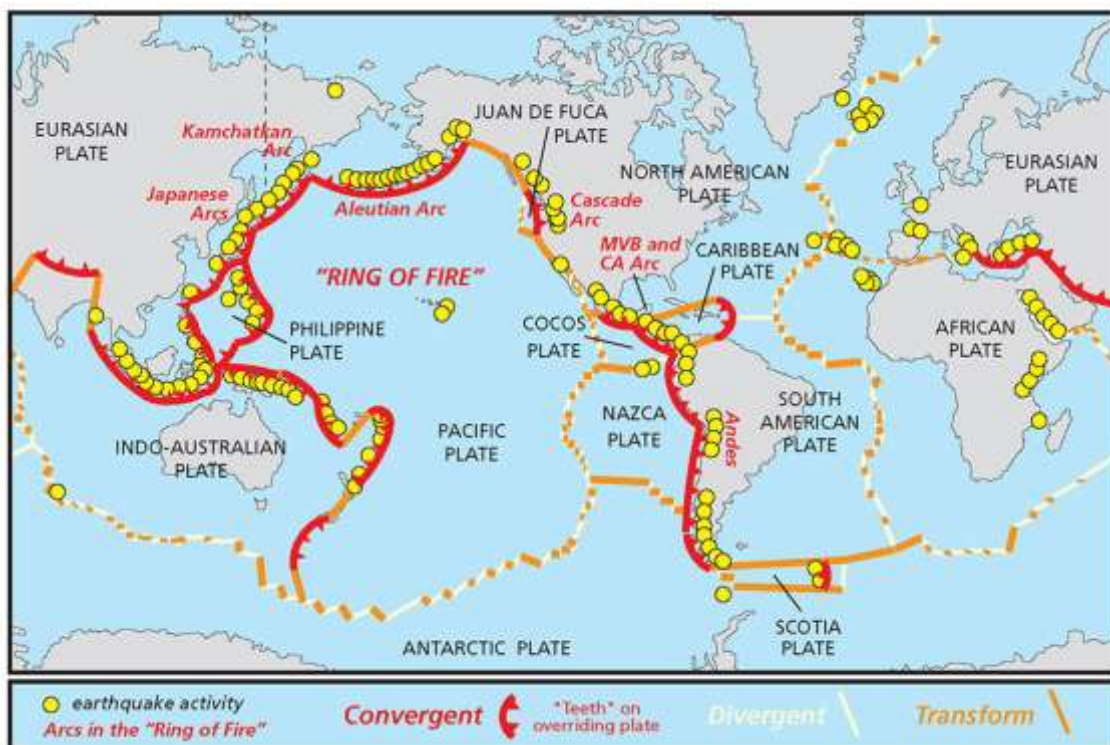 EURASIAN
PLATE
Kamchatkan
Arc
Japanese
Arcs
Aleutian Arc
JUAN DE FUCA
PLATE
NORTH AMERICAN
PLATE
EURASIAN
PLATE
Cascade
Arc
MVB and
CA Arc
CARIBBEAN
PLATE
"RING OF FIRE"
PHILIPPINE
PLATE
COCOS
PLATE
AFRICAN
PLATE
INDO-AUSTRALIAN
PLATE
PACIFIC
PLATE
NAZCA
PLATE
Andes
SOUTH
AMERICAN
PLATE
SCOTIA
PLATE
ANTARCTIC PLATE
earthquake activity
Arcs in the "Ring of Fire"
Convergent
"Teeth" on
overriding plate
Divergent
Transform